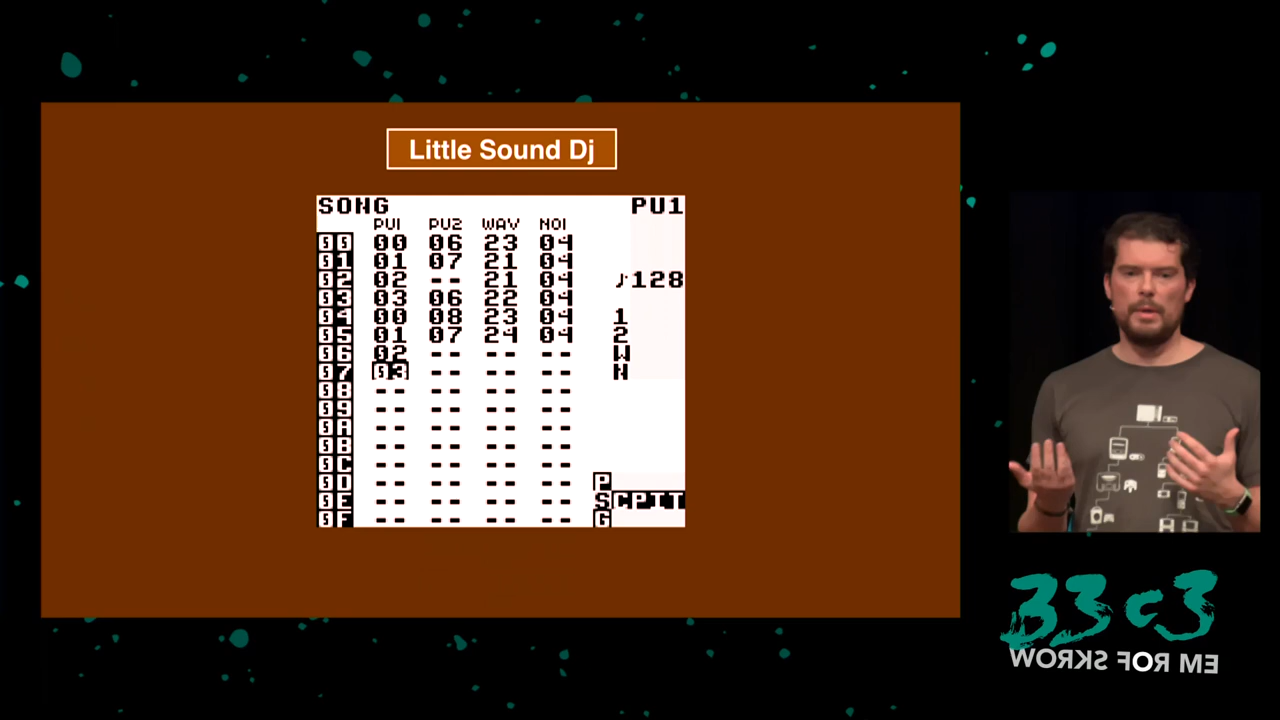 Little Sound Dj
SONG PU1
PU1 PU2 WAV NOI
00 00 06 23 04
01 01 07 21 04
02 02 -- 21 04 ♪128
03 03 06 22 04
04 00 08 23 04 1
05 01 07 24 04 2
06 02 -- -- -- W
07 03 -- -- -- N
08 -- -- -- --
09 -- -- -- --
0A -- -- -- --
0B -- -- -- --
0C -- -- -- --
0D -- -- -- -- P
0E -- -- -- -- SCPIT
0F -- -- -- -- G
33c3
WORKS FOR ME